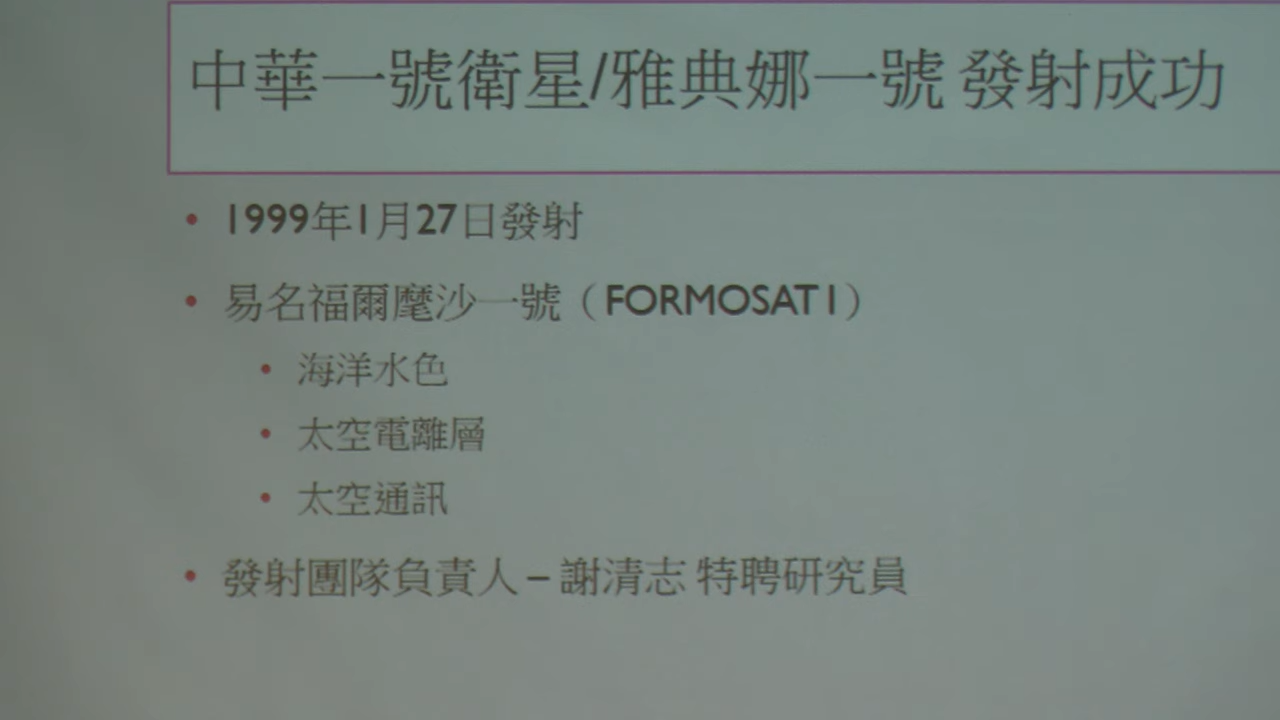 中華一號衛星/雅典娜一號 發射成功
• 1999年1月27日發射
• 易名福爾麾沙一號（FORMOSAT1）
• 海洋水色
• 太空電離層
• 太空通訊
• 發射團隊負責人 – 謝清志 特聘研究員